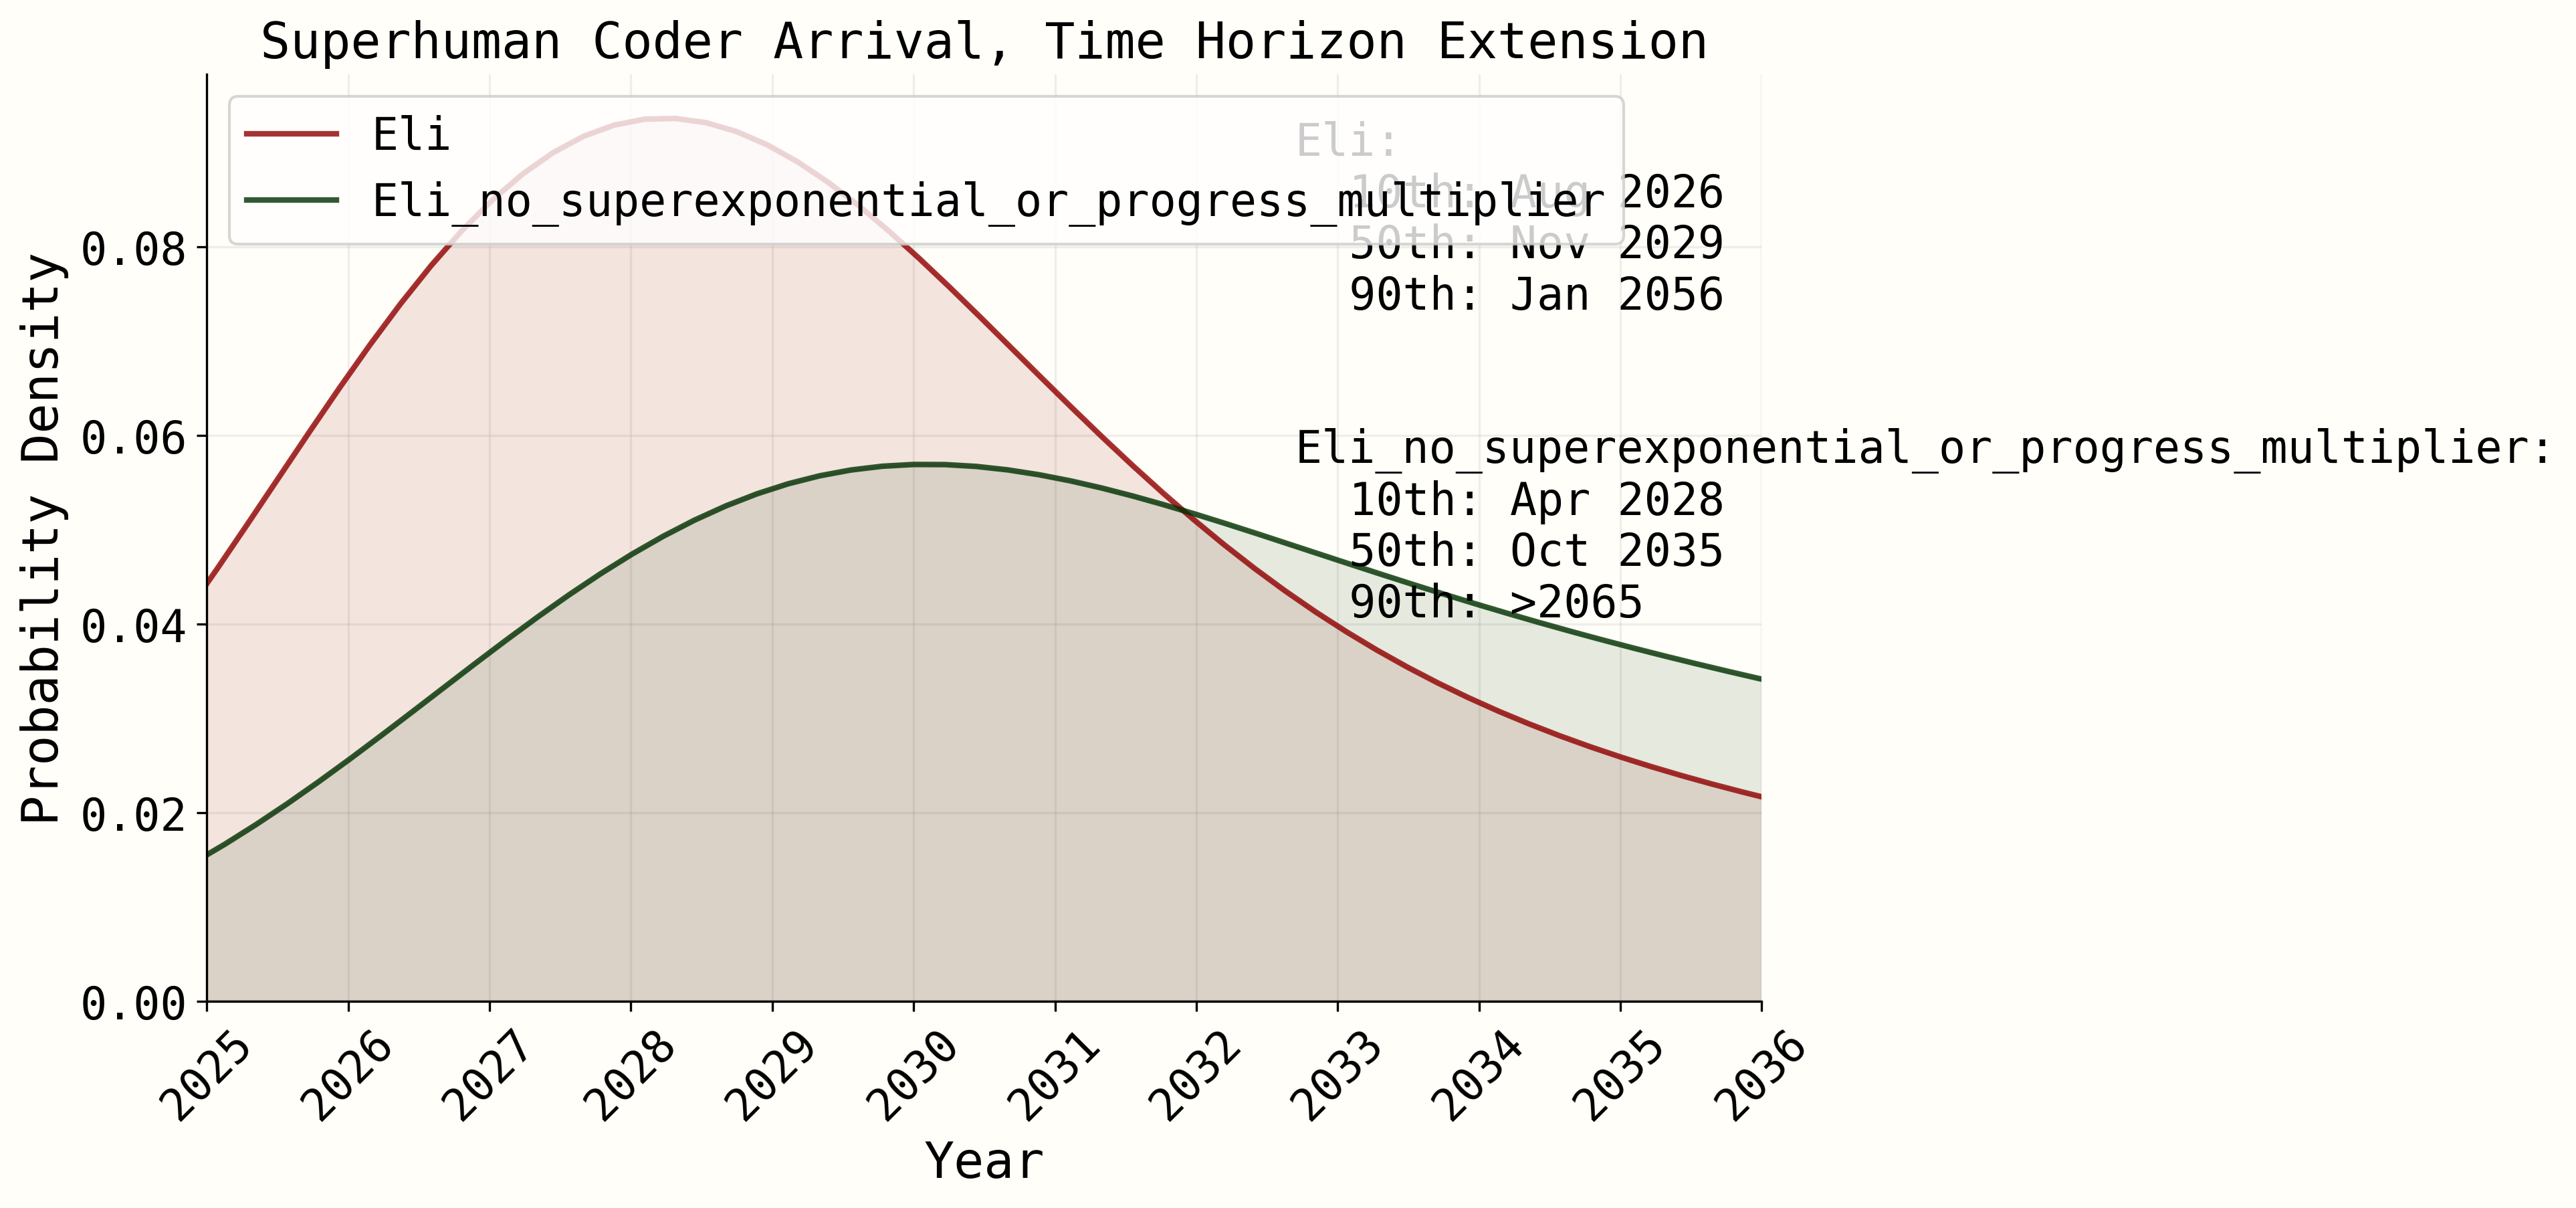 Superhuman Coder Arrival, Time Horizon Extension
Eli
Eli_no_superexponential_or_progress_multiplier
Eli:
10th: Aug 2026
50th: Nov 2029
90th: Jan 2056
Eli_no_superexponential_or_progress_multiplier:
10th: Apr 2028
50th: Oct 2035
90th: >2065
Probability Density
0.08
0.06
0.04
0.02
0.00
2025 2026 2027 2028 2029 2030 2031 2032 2033 2034 2035 2036
Year